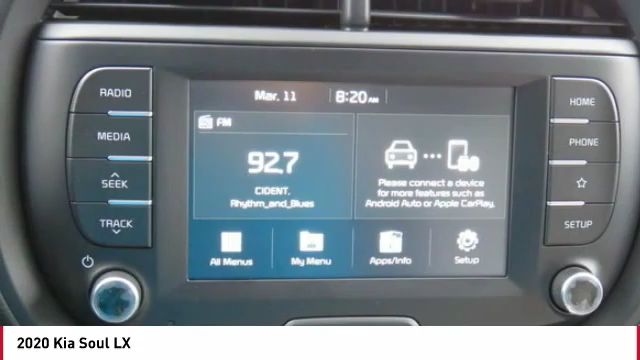 RADIO
MEDIA
SEEK
TRACK
Mar. 11
8:20 AM
FM
92.7
CIDENT.
Rhythm_and_Blues
Please connect a device
for more features such as
Android Auto or Apple CarPlay.
All Menus
My Menu
Apps/Info
Setup
HOME
PHONE
SETUP
2020 Kia Soul LX